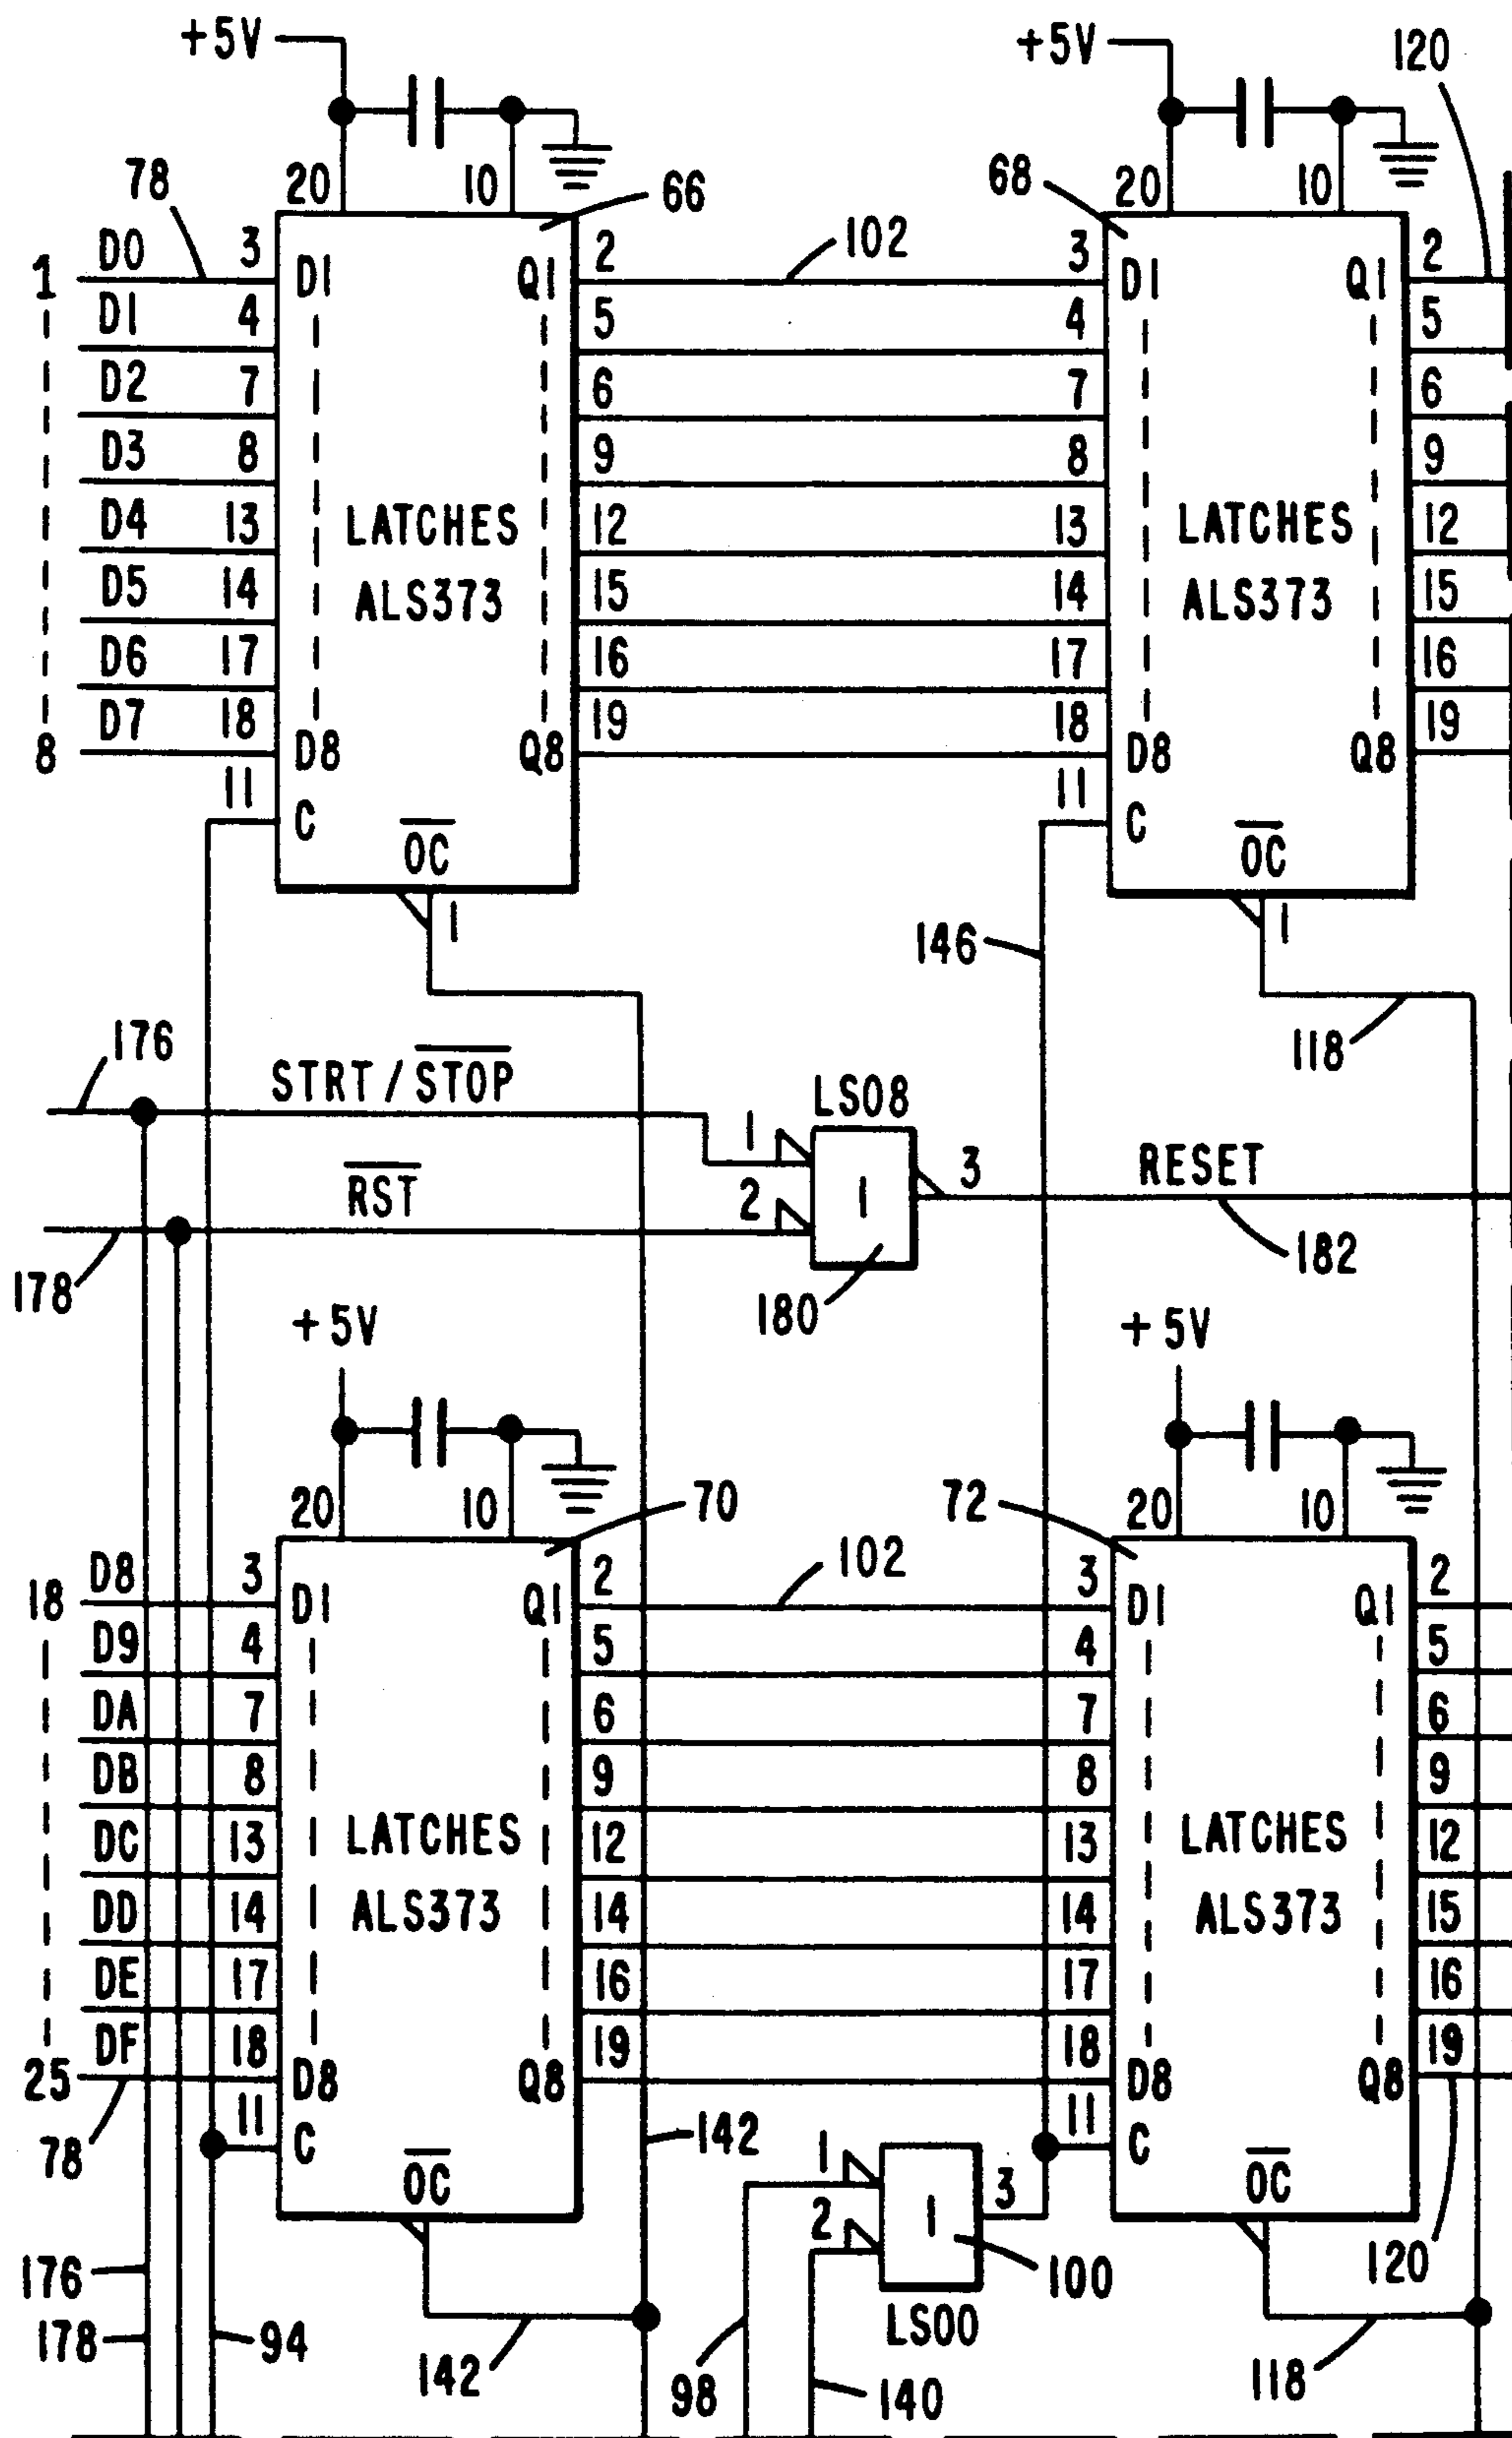 +5V +5V 120
78 20 10 66 68 20 10
1 D0 3 D1 Q1 2 102 3 D1 Q1 2
D1 4 5 4 5
D2 7 6 7 6
D3 8 9 8 9
D4 13 LATCHES 12 13 LATCHES 12
D5 14 ALS373 15 14 ALS373 15
D6 17 16 17 16
D7 18 19 18 19
8 D8 Q8 D8 Q8
11 C 11 C
O̅C̅ O̅C̅
1 146 1
176 118
STRT/S̅T̅O̅P̅ LS08
1 3 RESET
R̅S̅T̅ 2 1
178 180 182
+5V +5V
20 10 70 72 20 10
D8 3 2 102 3 2
18 D1 Q1 D1 Q1
D9 4 5 4 5
DA 7 6 7 6
DB 8 9 8 9
DC 13 LATCHES 12 13 LATCHES 12
DD 14 ALS373 14 14 ALS373 15
DE 17 16 17 16
DF 18 19 18 19
25 D8 Q8 D8 Q8
11 C 142 11 C
78 O̅C̅ 1 3 O̅C̅
2 1
176 100 120
178 94 142 LS00 118
98 140